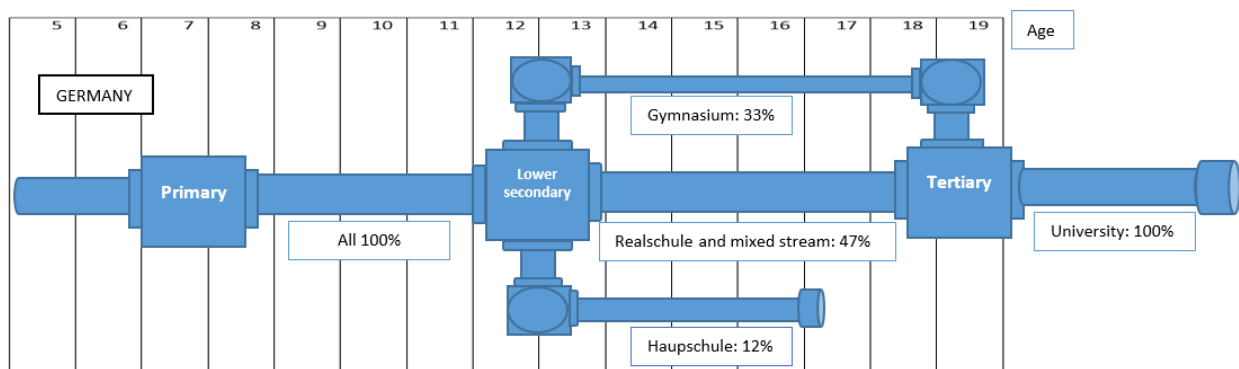 5 6 7 8 9 10 11 12 13 14 15 16 17 18 19 Age
GERMANY
Gymnasium: 33%
Primary
Lower
secondary
Tertiary
All 100%
Realschule and mixed stream: 47%
University: 100%
Haupschule: 12%